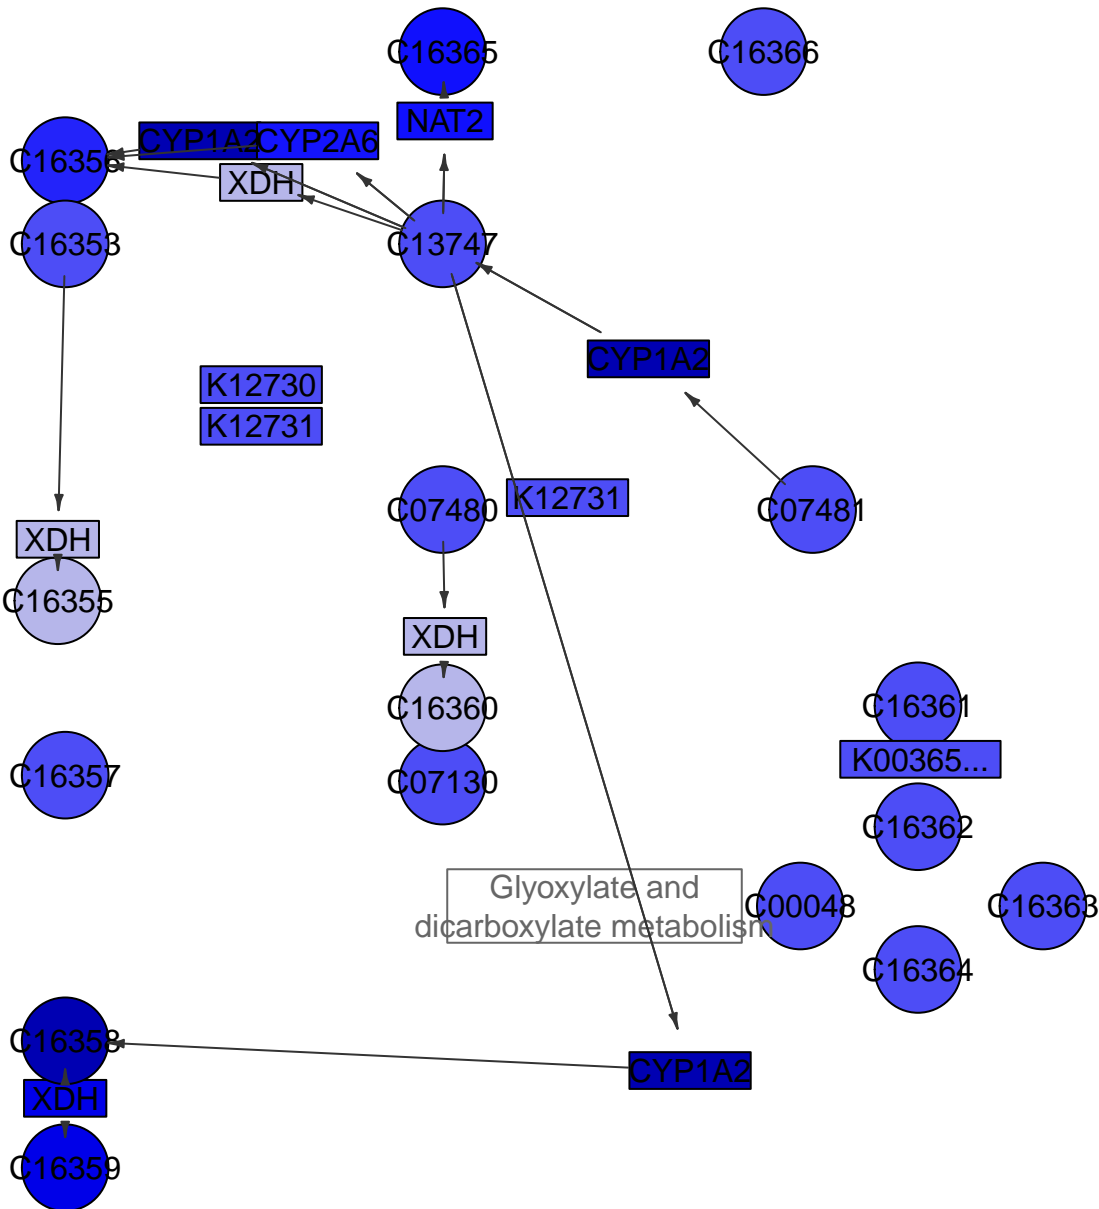 C16365
C16366
NAT2
CYP1A2
CYP2A6
C16356
XDH
C16353
C13747
CYP1A2
K12730
K12731
C07480
K12731
C07481
XDH
C16355
XDH
C16360
C16361
K00365...
C16357
C07130
C16362
Glyoxylate and
dicarboxylate metabolism
C00048
C16363
C16364
C16358
CYP1A2
XDH
C16359